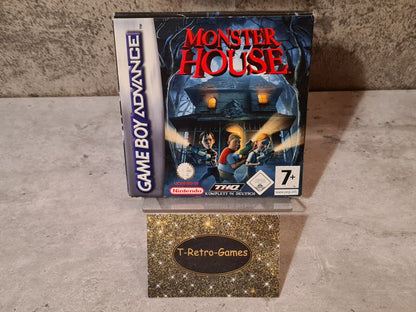 GAME BOY ADVANCE
MONSTER
HOUSE
Nintendo
THQ
KOMPLETT IN DEUTSCH
7+
T-Retro-Games